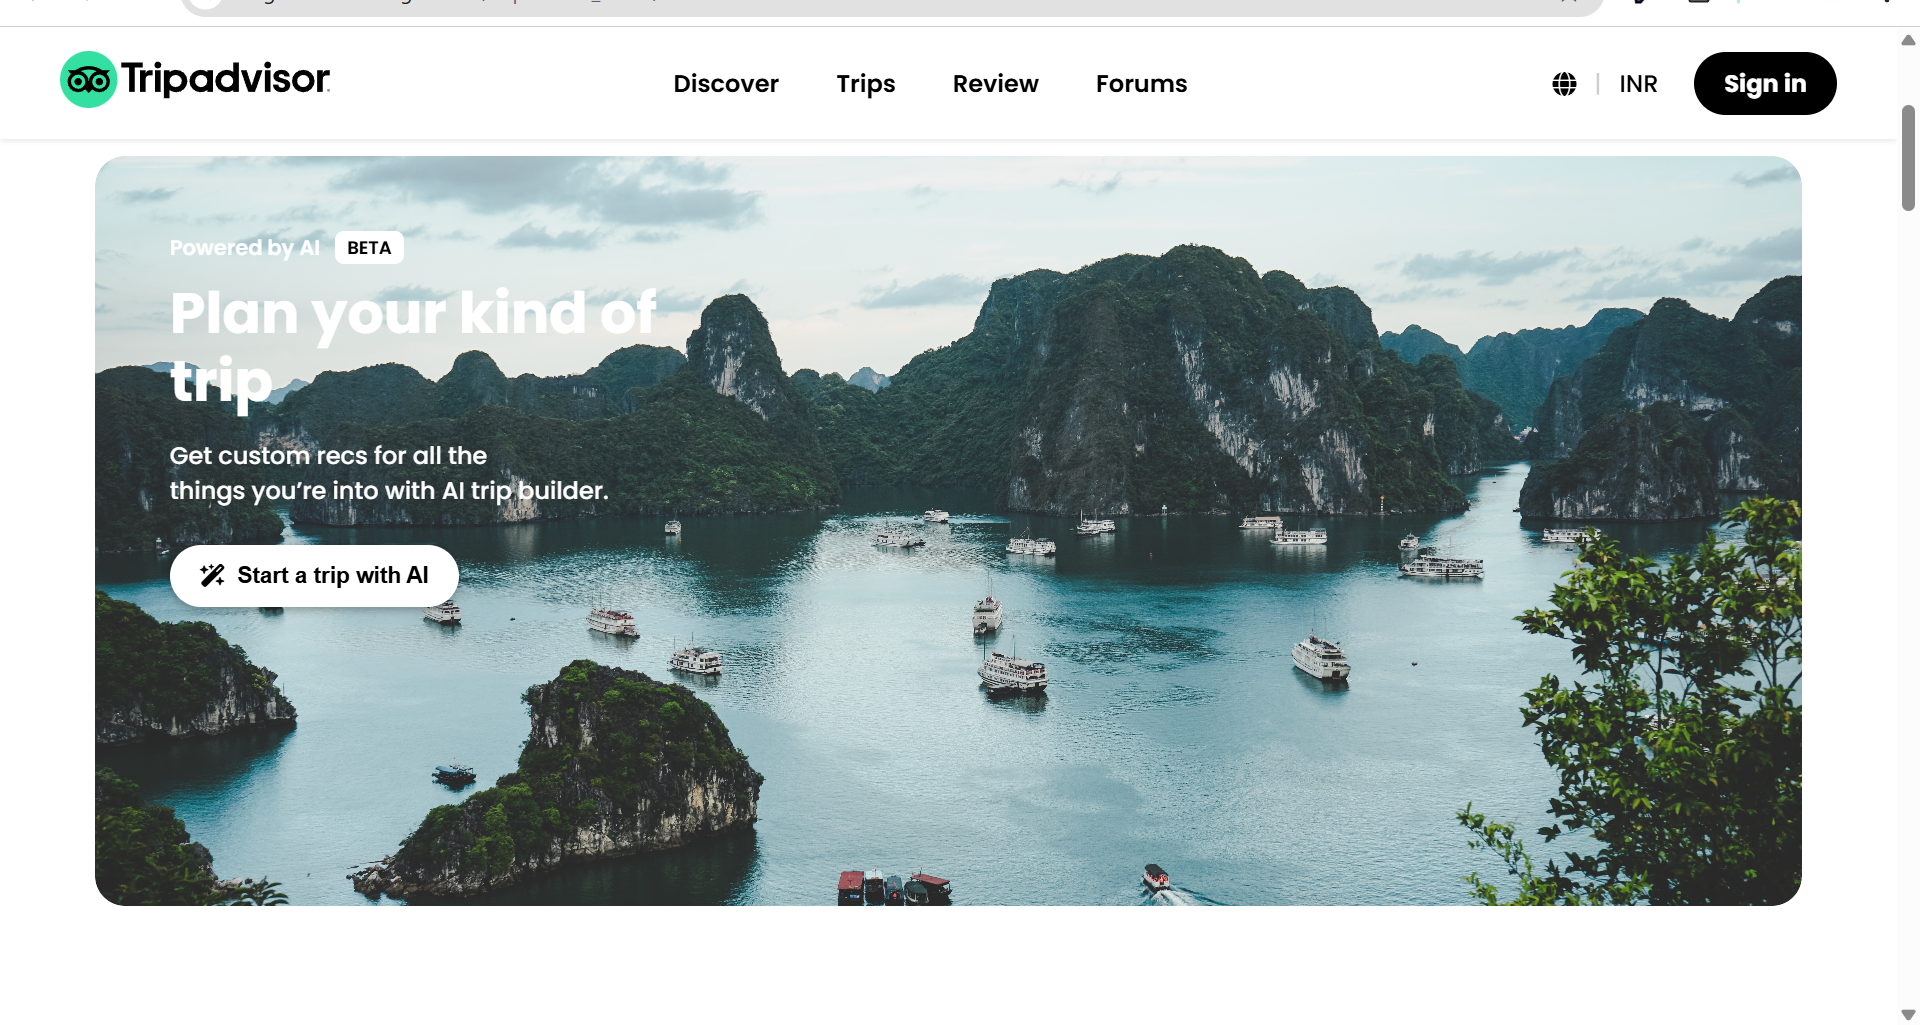 Tripadvisor
Discover
Trips
Review
Forums
INR
Sign in
Powered by AI
BETA
Plan your kind of
trip
Get custom recs for all the
things you’re into with AI trip builder.
Start a trip with AI